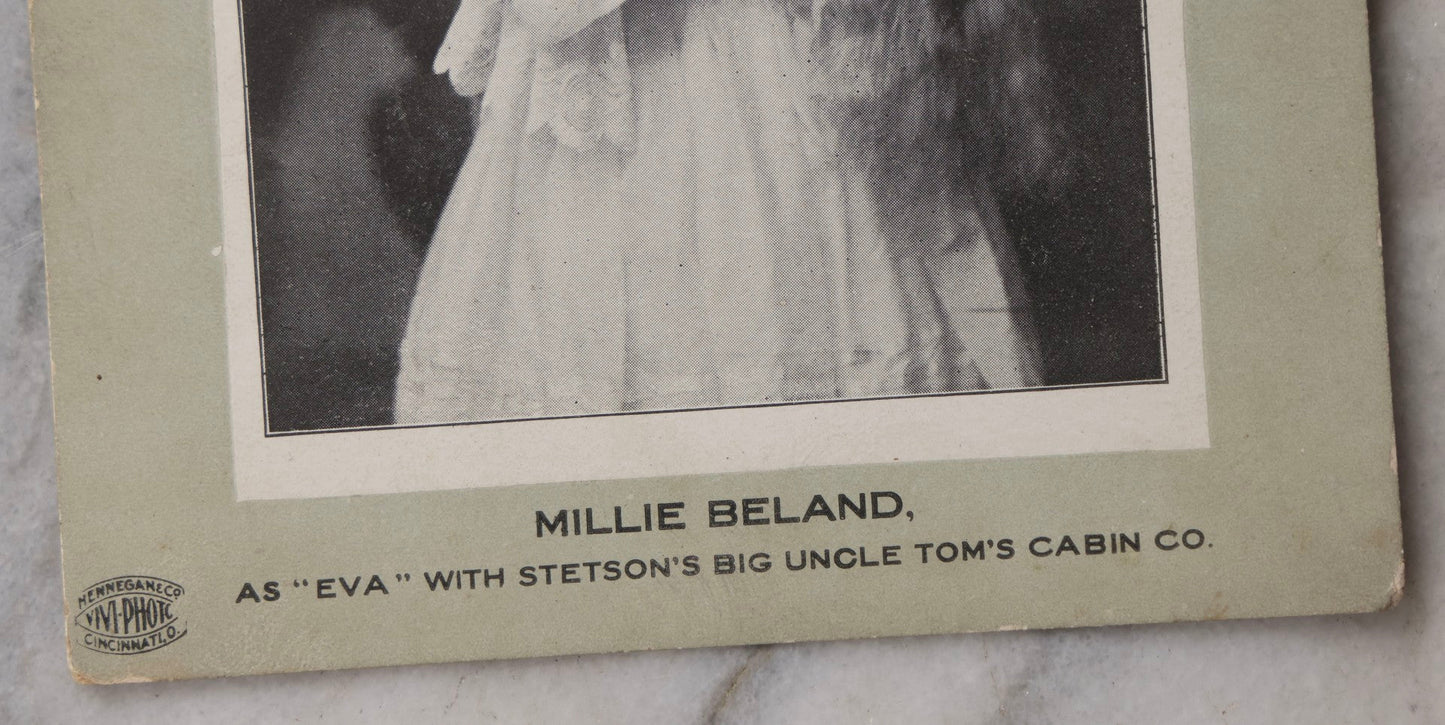 MILLIE BELAND,
AS "EVA" WITH STETSON'S BIG UNCLE TOM'S CABIN CO.
HENNEGAN & CO
VIVI-PHOTO
CINCINNATI, O.